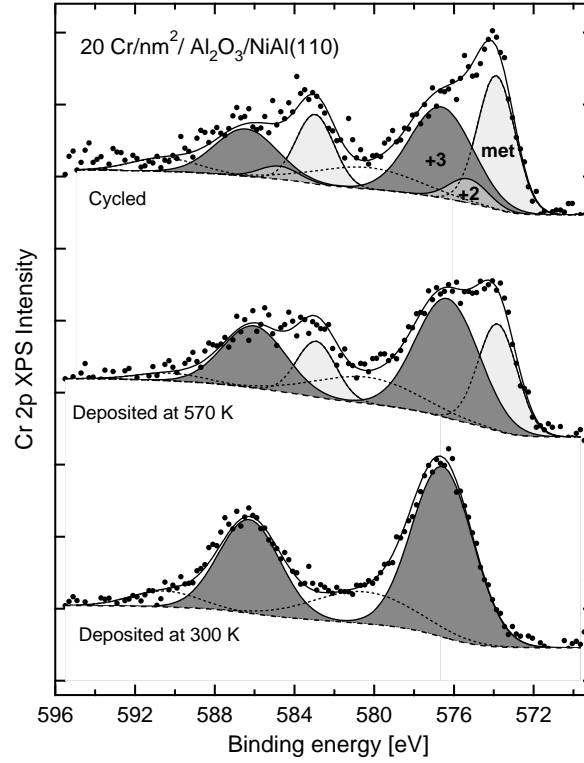 20 Cr/nm²/ Al₂O₃/NiAl(110)
+3
met
+2
Cycled
Deposited at 570 K
Deposited at 300 K
Cr 2p XPS Intensity
596 592 588 584 580 576 572
Binding energy [eV]